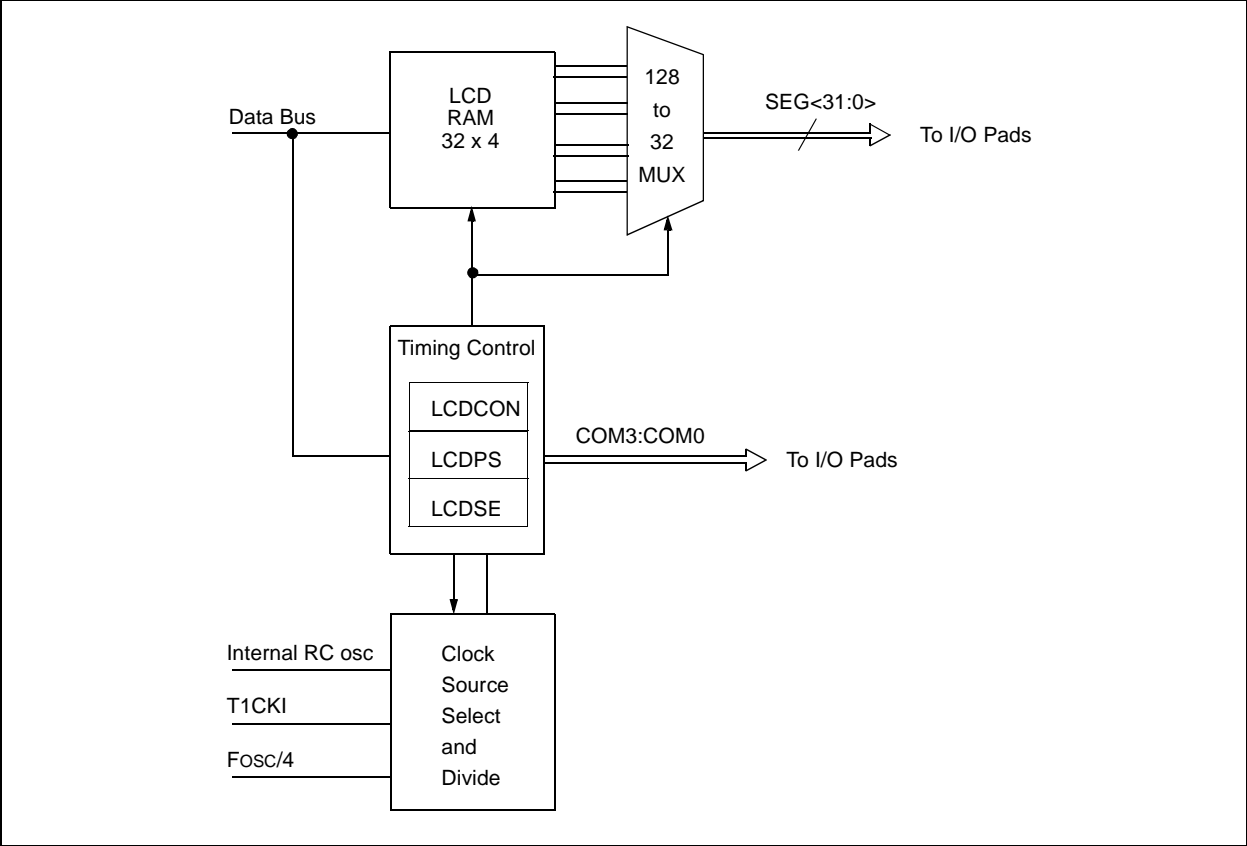 LCD
RAM
32 x 4
128
to
32
MUX
Data Bus
SEG<31:0>
To I/O Pads
Timing Control
LCDCON
LCDPS
LCDSE
COM3:COM0
To I/O Pads
Internal RC osc
T1CKI
FOSC/4
Clock
Source
Select
and
Divide